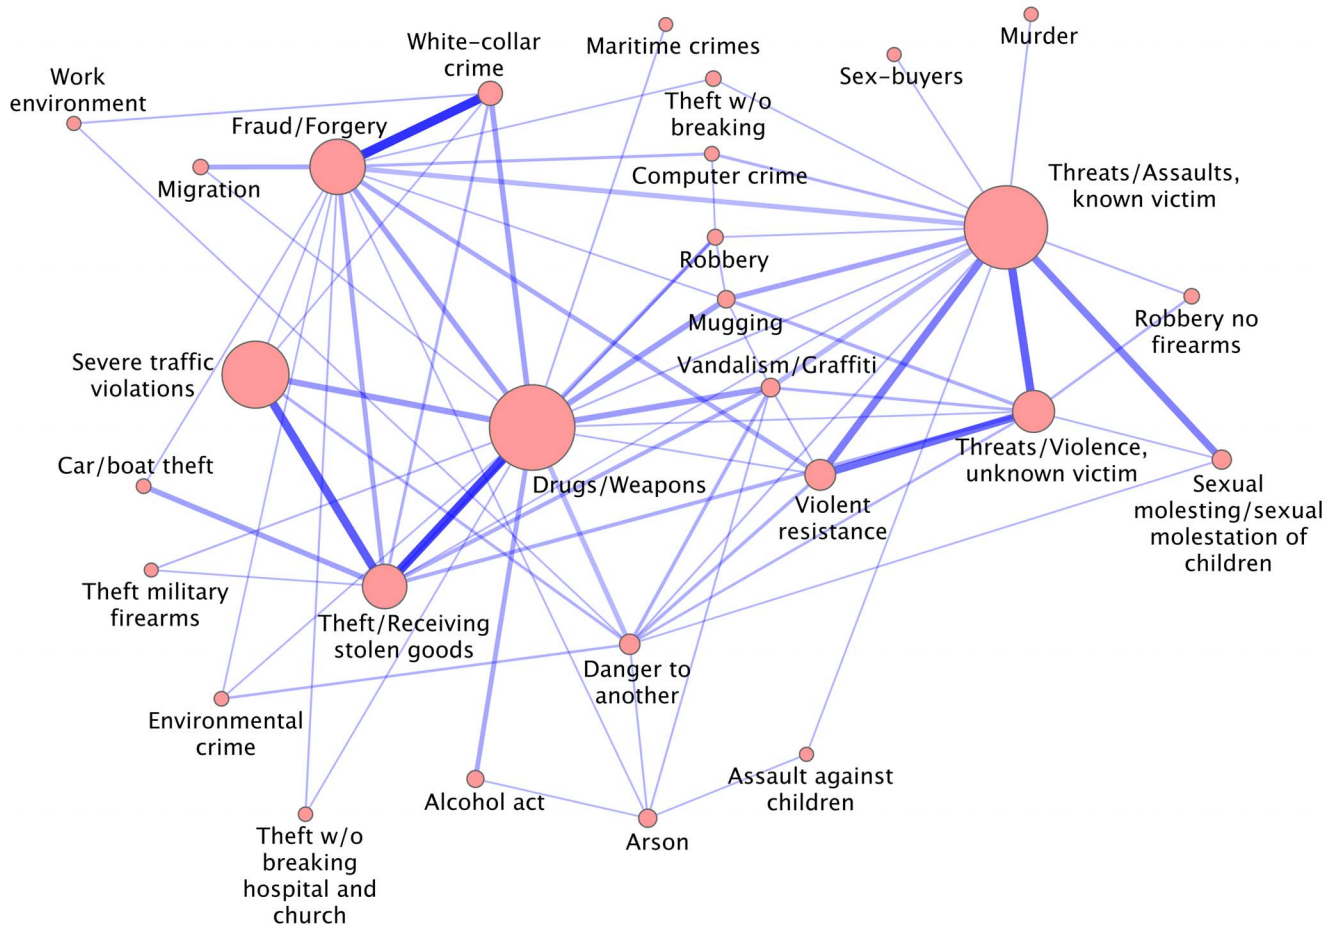 White-collar
crime
Maritime crimes
Murder
Sex-buyers
Work
environment
Theft w/o
breaking
Fraud/Forgery
Migration
Computer crime
Threats/Assaults,
known victim
Robbery
Mugging
Robbery no
firearms
Severe traffic
violations
Vandalism/Graffiti
Car/boat theft
Drugs/Weapons
Threats/Violence,
unknown victim
Violent
resistance
Sexual
molesting/sexual
molestation of
children
Theft military
firearms
Theft/Receiving
stolen goods
Danger to
another
Environmental
crime
Alcohol act
Assault against
children
Arson
Theft w/o
breaking
hospital and
church